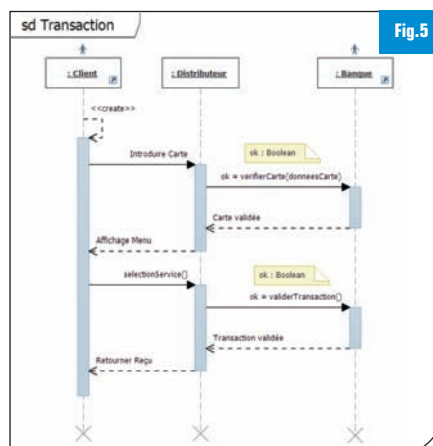 sd Transaction
Fig.5
: Client
: Distributeur
: Banque
<<create>>
Introduire Carte
ok : Boolean
ok = verifierCarte(donneesCarte)
Carte validée
Affichage Menu
selectionService()
ok : Boolean
ok = validerTransaction()
Transaction validée
Retourner Reçu